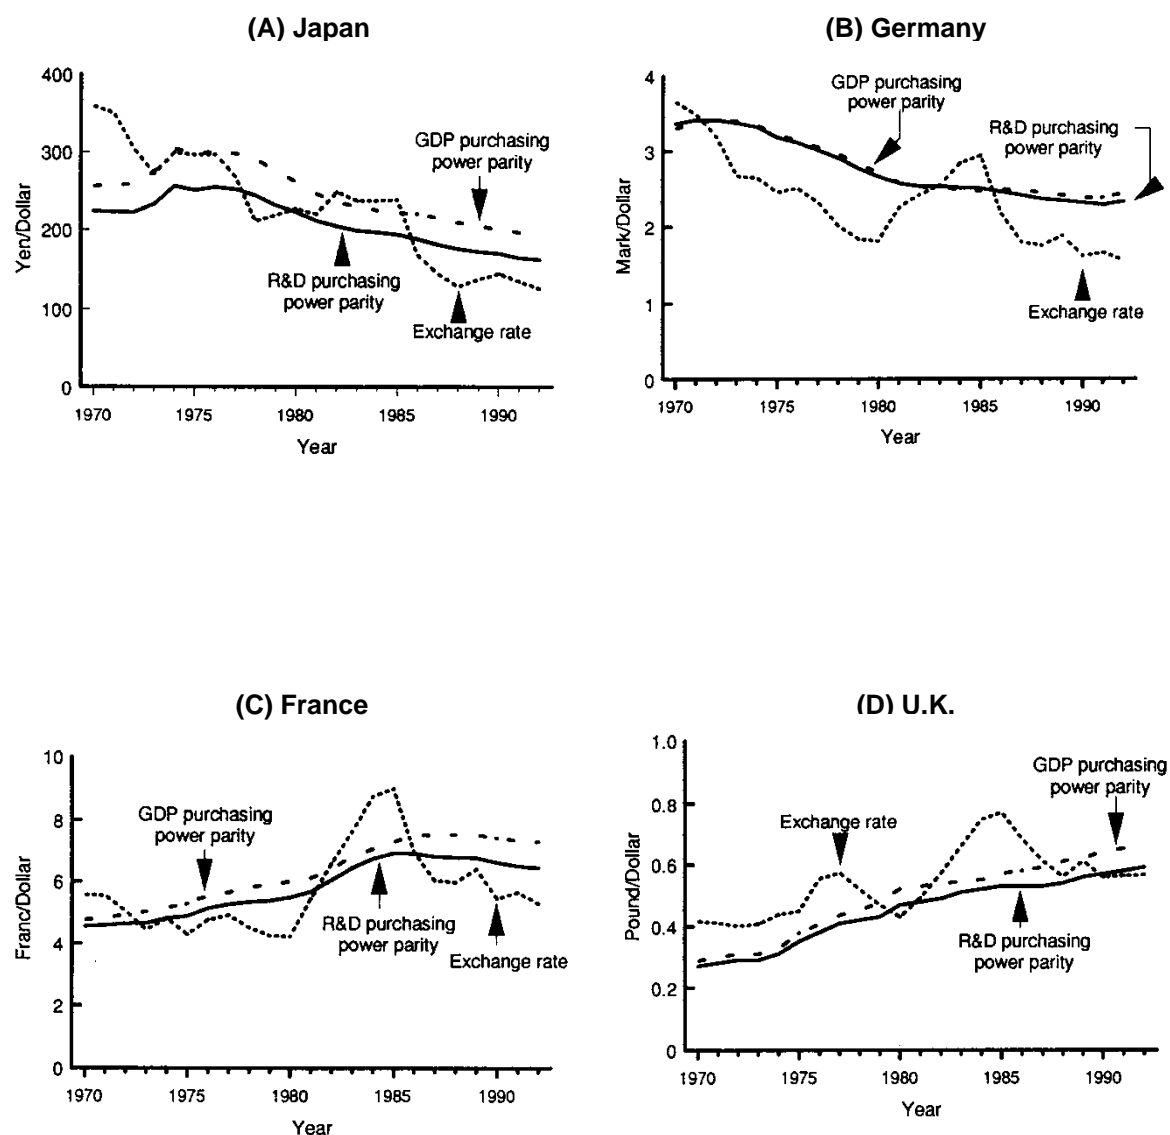 (A) Japan
400
300
200
100
0
Yen/Dollar
GDP purchasing
power parity
R&D purchasing
power parity
Exchange rate
1970 1975 1980 1985 1990
Year
(B) Germany
4
3
2
1
0
Mark/Dollar
GDP purchasing
power parity
R&D purchasing
power parity
Exchange rate
1970 1975 1980 1985 1990
Year
(C) France
10
8
6
4
2
0
Franc/Dollar
GDP purchasing
power parity
R&D purchasing
power parity
Exchange rate
1970 1975 1980 1985 1990
Year
(D) U.K.
1.0
0.8
0.6
0.4
0.2
0
Pound/Dollar
Exchange rate
GDP purchasing
power parity
R&D purchasing
power parity
1970 1975 1980 1985 1990
Year